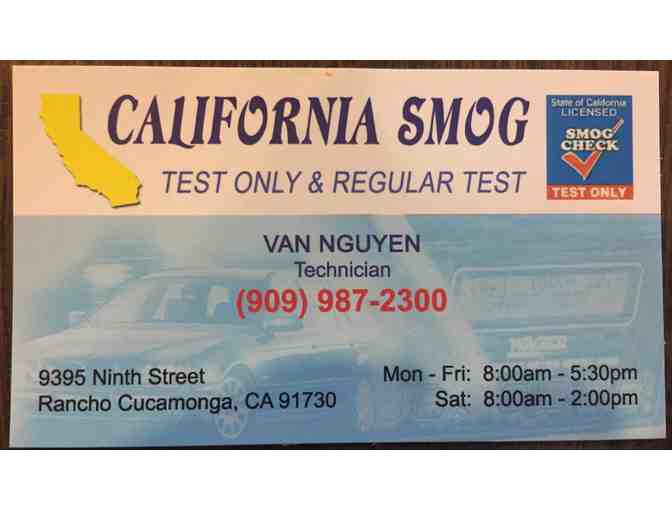 CALIFORNIA SMOG
TEST ONLY & REGULAR TEST
State of California
LICENSED
SMOG
CHECK
TEST ONLY
VAN NGUYEN
Technician
(909) 987-2300
9395 Ninth Street
Rancho Cucamonga, CA 91730
Mon - Fri: 8:00am - 5:30pm
Sat: 8:00am - 2:00pm